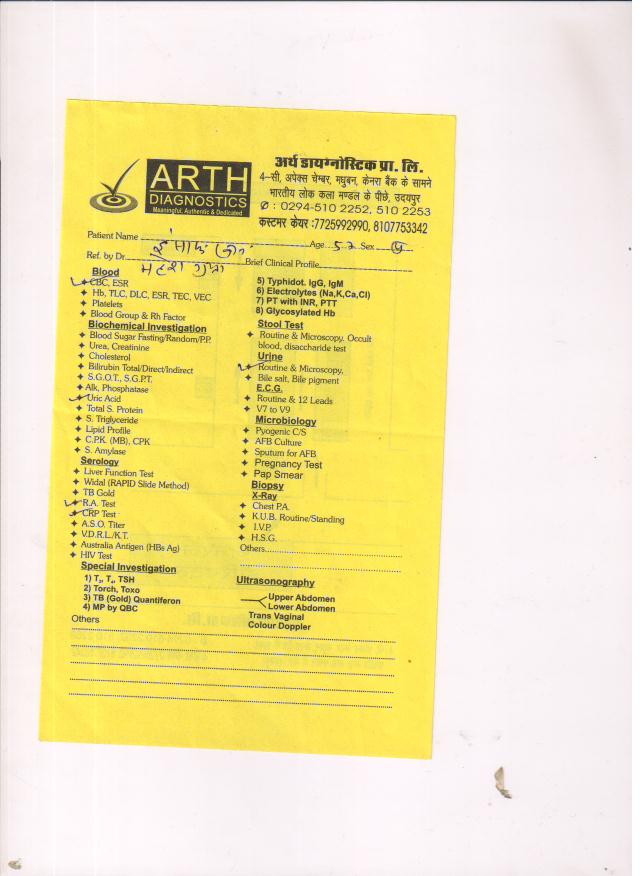 ARTH
DIAGNOSTICS
Meaningful, Authentic & Dedicated
अर्थ डायग्नोस्टिक प्रा. लि.
4-सी, अपेक्स चेम्बर, मधुबन, केनरा बैंक के सामने
भारतीय लोक कला मण्डल के पीछे, उदयपुर
✆ : 0294-510 2252, 510 2253
कस्टमर केयर :7725992990, 8107753342
Patient Name Age 52 Sex
Ref. by Dr. महेश गुप्ता Brief Clinical Profile
Blood
CBC, ESR
Hb, TLC, DLC, ESR, TEC, VEC
Platelets
Blood Group & Rh Factor
Biochemical Investigation
Blood Sugar Fasting/Random/P.P.
Urea, Creatinine
Cholesterol
Bilirubin Total/Direct/Indirect
S.G.O.T., S.G.P.T.
Alk, Phosphatase
Uric Acid
Total S. Protein
S. Triglyceride
Lipid Profile
C.P.K. (MB), CPK
S. Amylase
Serology
Liver Function Test
Widal (RAPID Slide Method)
TB Gold
R.A. Test
CRP Test
A.S.O. Titer
V.D.R.L./K.T.
Australia Antigen (HBs Ag)
HIV Test
Special Investigation
1) T₃, T₄, TSH
2) Torch, Toxo
3) TB (Gold) Quantiferon
4) MP by QBC
Others
5) Typhidot. IgG, IgM
6) Electrolytes (Na,K,Ca,Cl)
7) PT with INR, PTT
8) Glycosylated Hb
Stool Test
Routine & Microscopy. Occult
blood, disaccharide test
Urine
Routine & Microscopy,
Bile salt, Bile pigment
E.C.G.
Routine & 12 Leads
V7 to V9
Microbiology
Pyogenic C/S
AFB Culture
Sputum for AFB
Pregnancy Test
Pap Smear
Biopsy
X-Ray
Chest P.A.
K.U.B. Routine/Standing
I.V.P.
H.S.G.
Others
Ultrasonography
Upper Abdomen
Lower Abdomen
Trans Vaginal
Colour Doppler